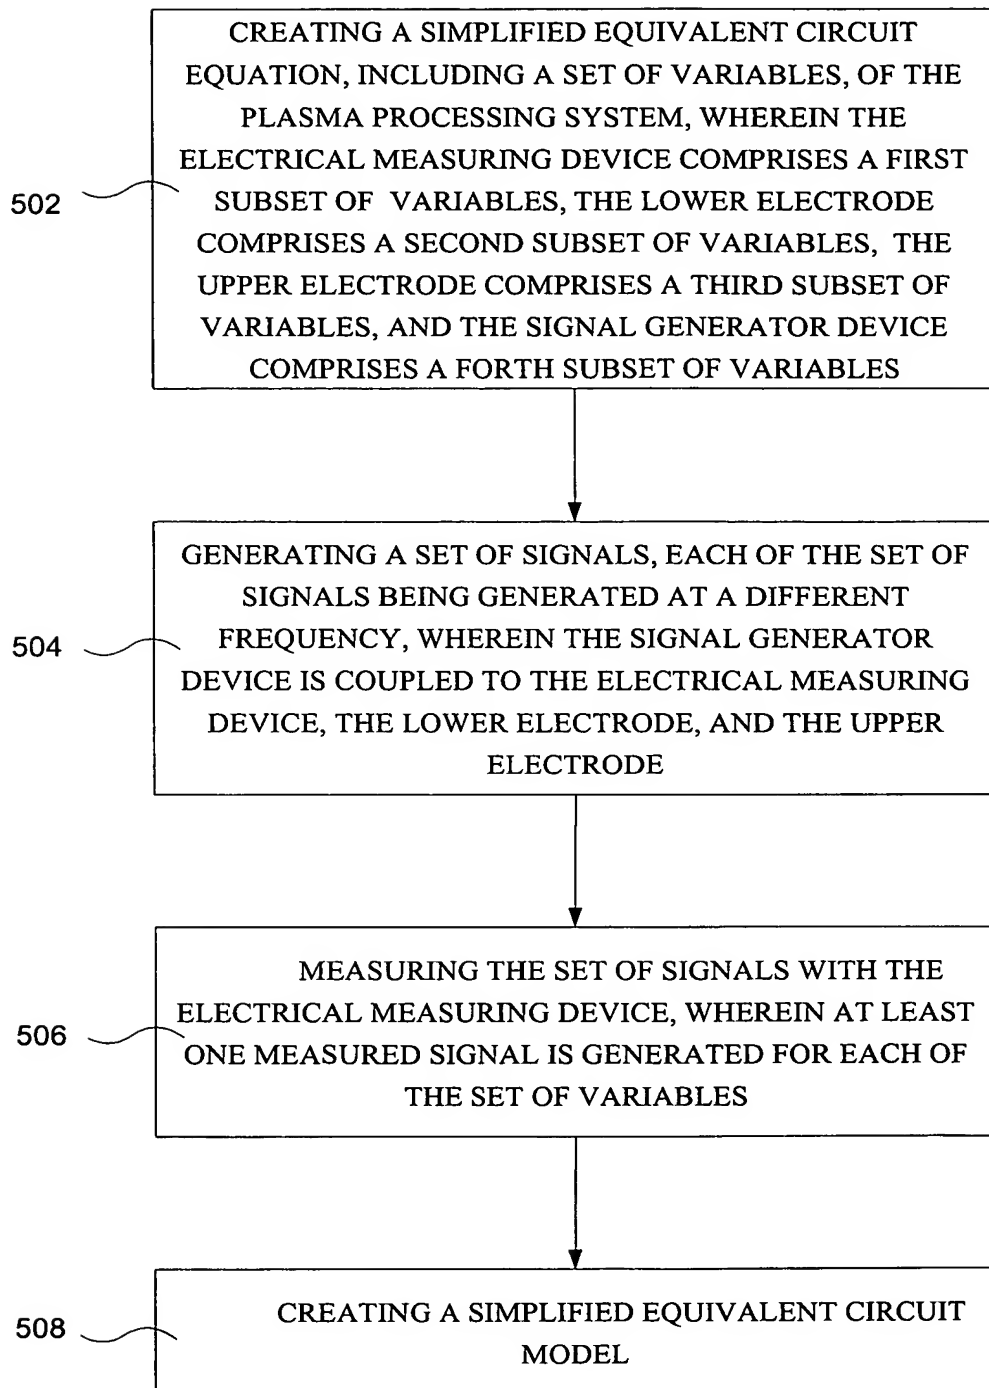 CREATING A SIMPLIFIED EQUIVALENT CIRCUIT
EQUATION, INCLUDING A SET OF VARIABLES, OF THE
PLASMA PROCESSING SYSTEM, WHEREIN THE
ELECTRICAL MEASURING DEVICE COMPRISES A FIRST
SUBSET OF VARIABLES, THE LOWER ELECTRODE
COMPRISES A SECOND SUBSET OF VARIABLES, THE
UPPER ELECTRODE COMPRISES A THIRD SUBSET OF
VARIABLES, AND THE SIGNAL GENERATOR DEVICE
COMPRISES A FORTH SUBSET OF VARIABLES
502
GENERATING A SET OF SIGNALS, EACH OF THE SET OF
SIGNALS BEING GENERATED AT A DIFFERENT
FREQUENCY, WHEREIN THE SIGNAL GENERATOR
DEVICE IS COUPLED TO THE ELECTRICAL MEASURING
DEVICE, THE LOWER ELECTRODE, AND THE UPPER
ELECTRODE
504
MEASURING THE SET OF SIGNALS WITH THE
ELECTRICAL MEASURING DEVICE, WHEREIN AT LEAST
ONE MEASURED SIGNAL IS GENERATED FOR EACH OF
THE SET OF VARIABLES
506
CREATING A SIMPLIFIED EQUIVALENT CIRCUIT
MODEL
508